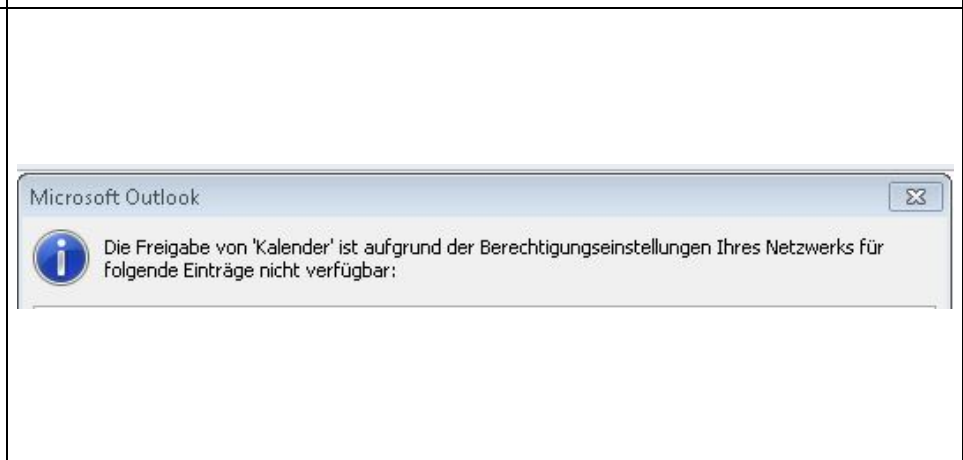 Microsoft Outlook
Die Freigabe von 'Kalender' ist aufgrund der Berechtigungseinstellungen Ihres Netzwerks für
folgende Einträge nicht verfügbar: